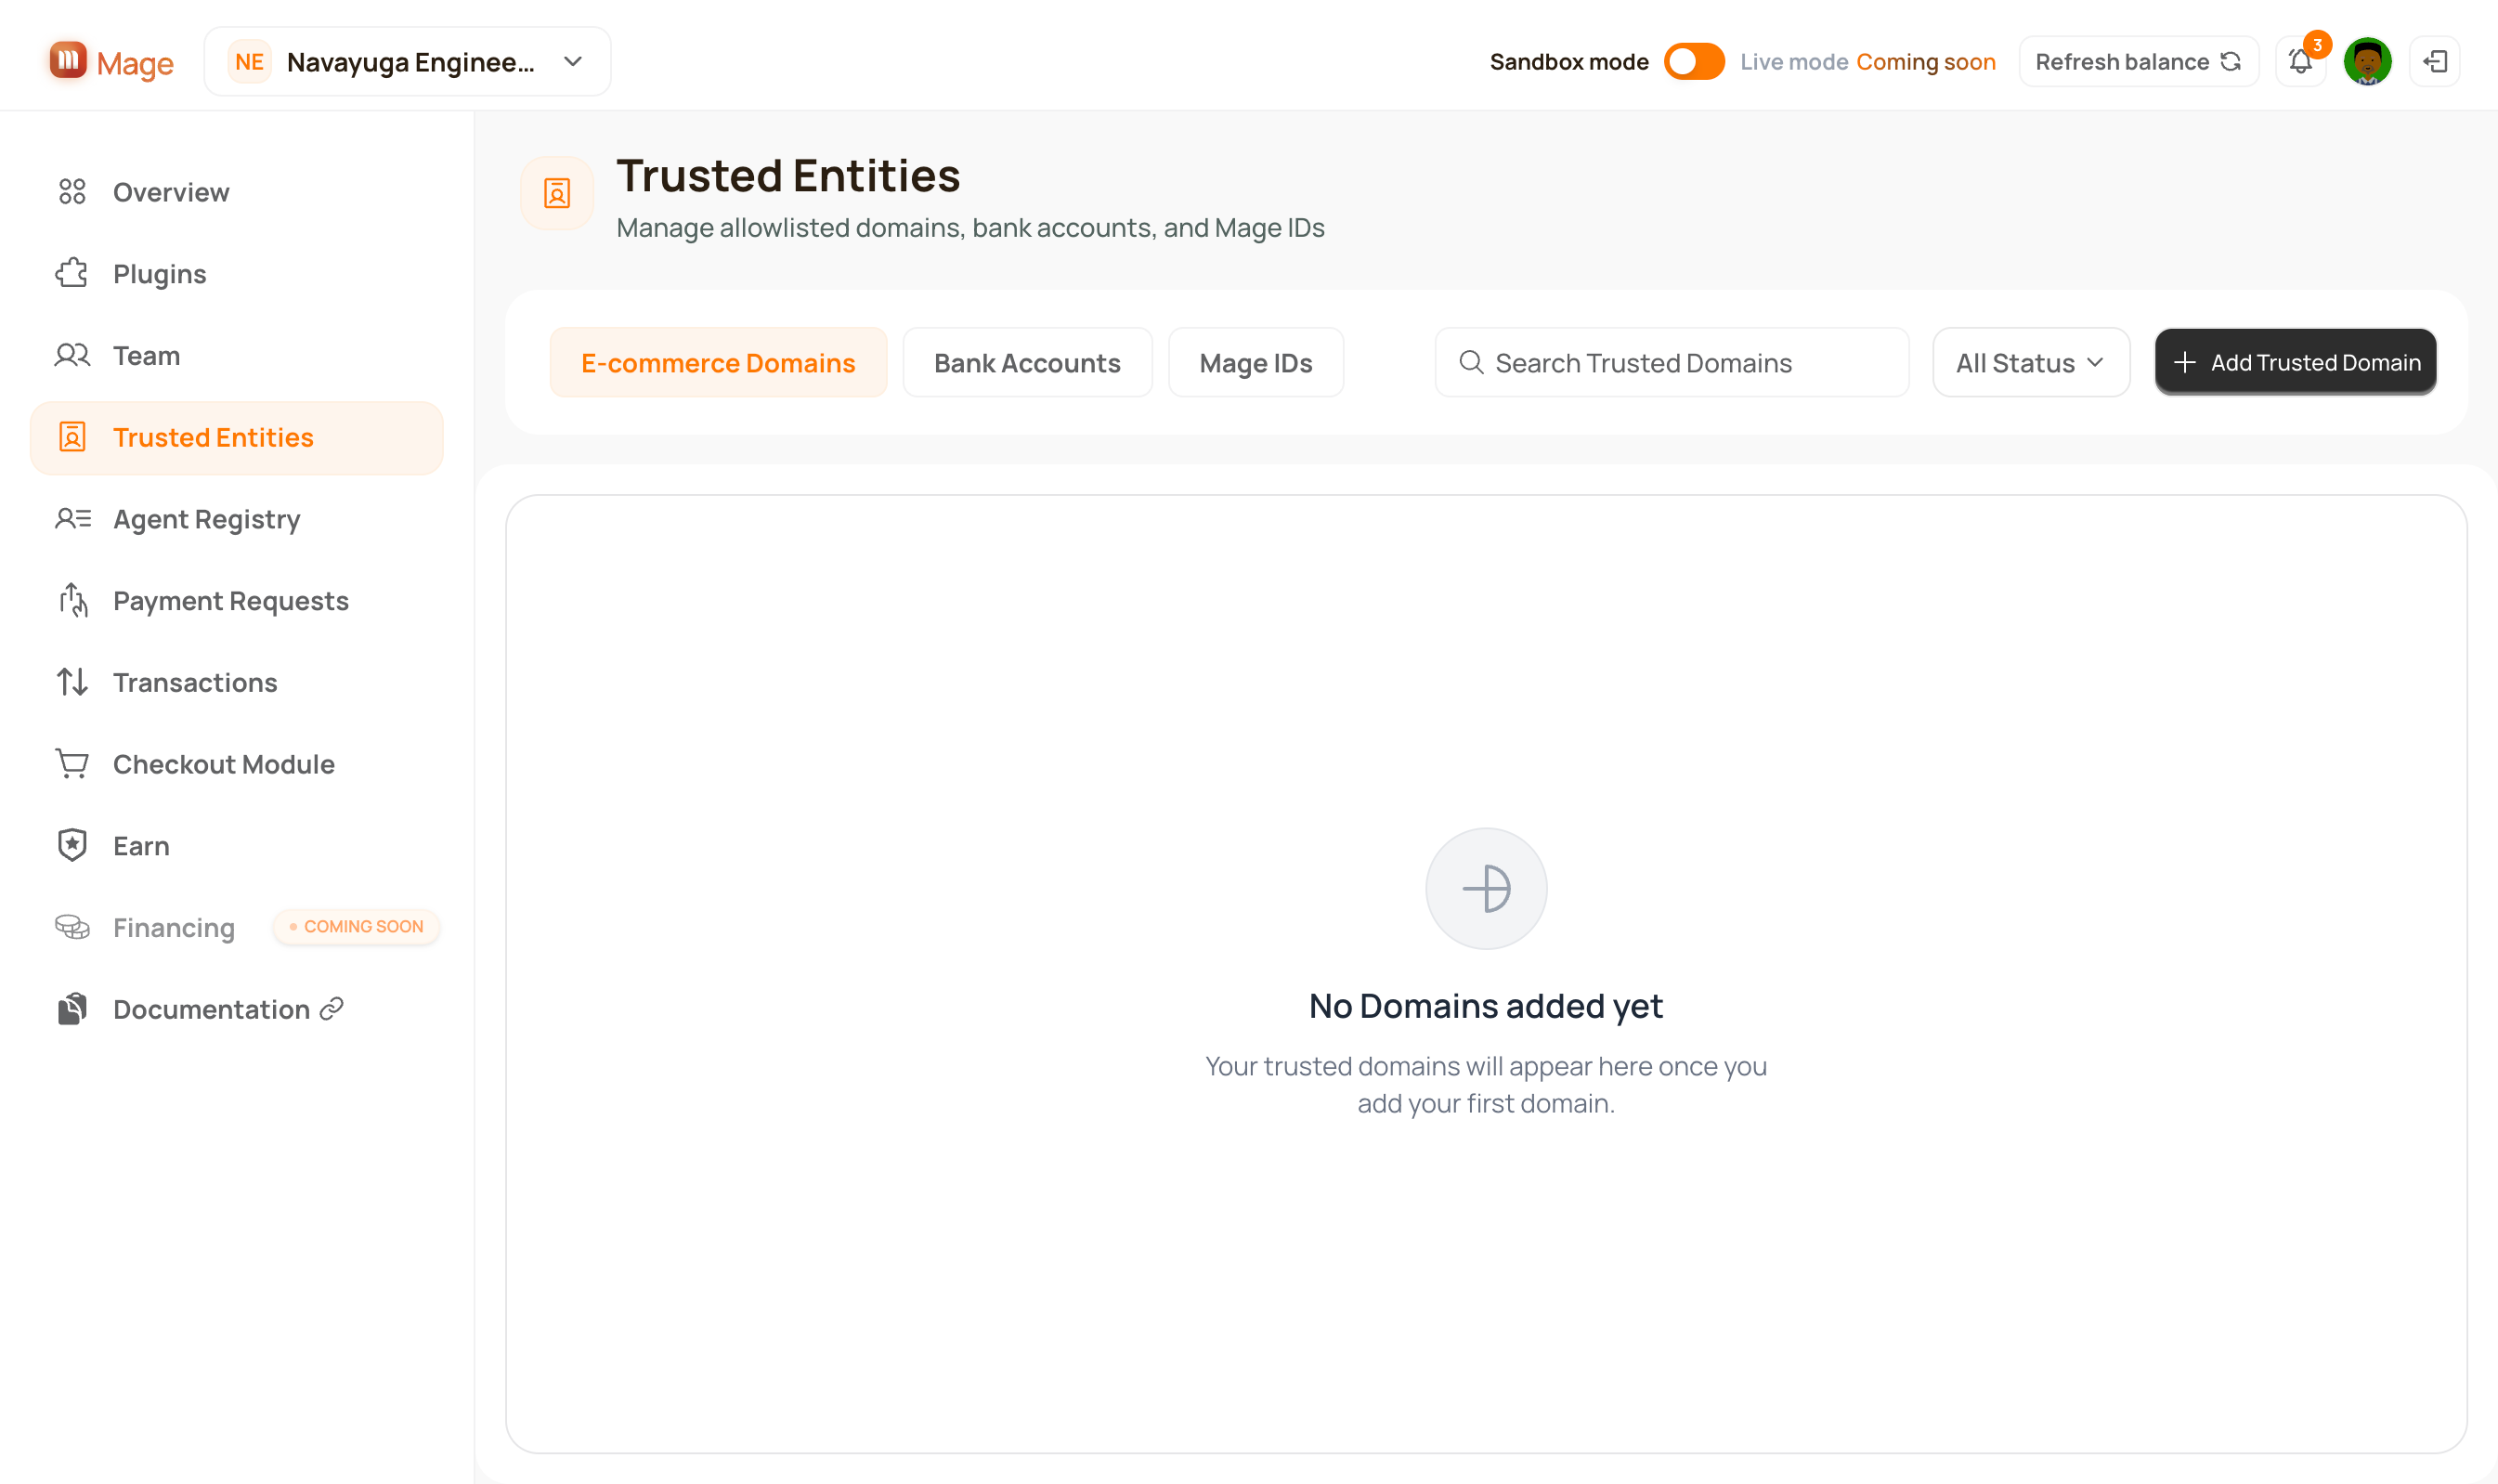 m Mage
NE Navayuga Enginee...
Sandbox mode Live mode Coming soon
Refresh balance
3
Overview
Plugins
Team
Trusted Entities
Agent Registry
Payment Requests
Transactions
Checkout Module
Earn
Financing COMING SOON
Documentation
Trusted Entities
Manage allowlisted domains, bank accounts, and Mage IDs
E-commerce Domains
Bank Accounts
Mage IDs
Search Trusted Domains
All Status
Add Trusted Domain
No Domains added yet
Your trusted domains will appear here once you
add your first domain.